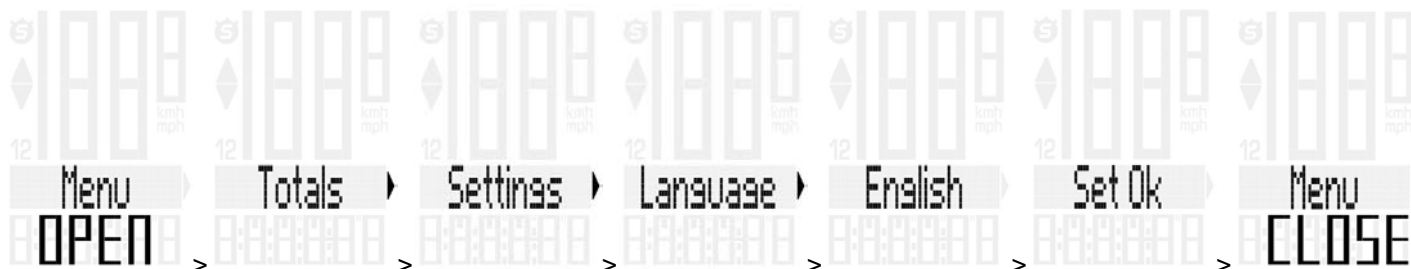 Menu
OPEN
>
Totals
>
Settings
>
Language
>
English
>
Set Ok
>
Menu
CLOSE